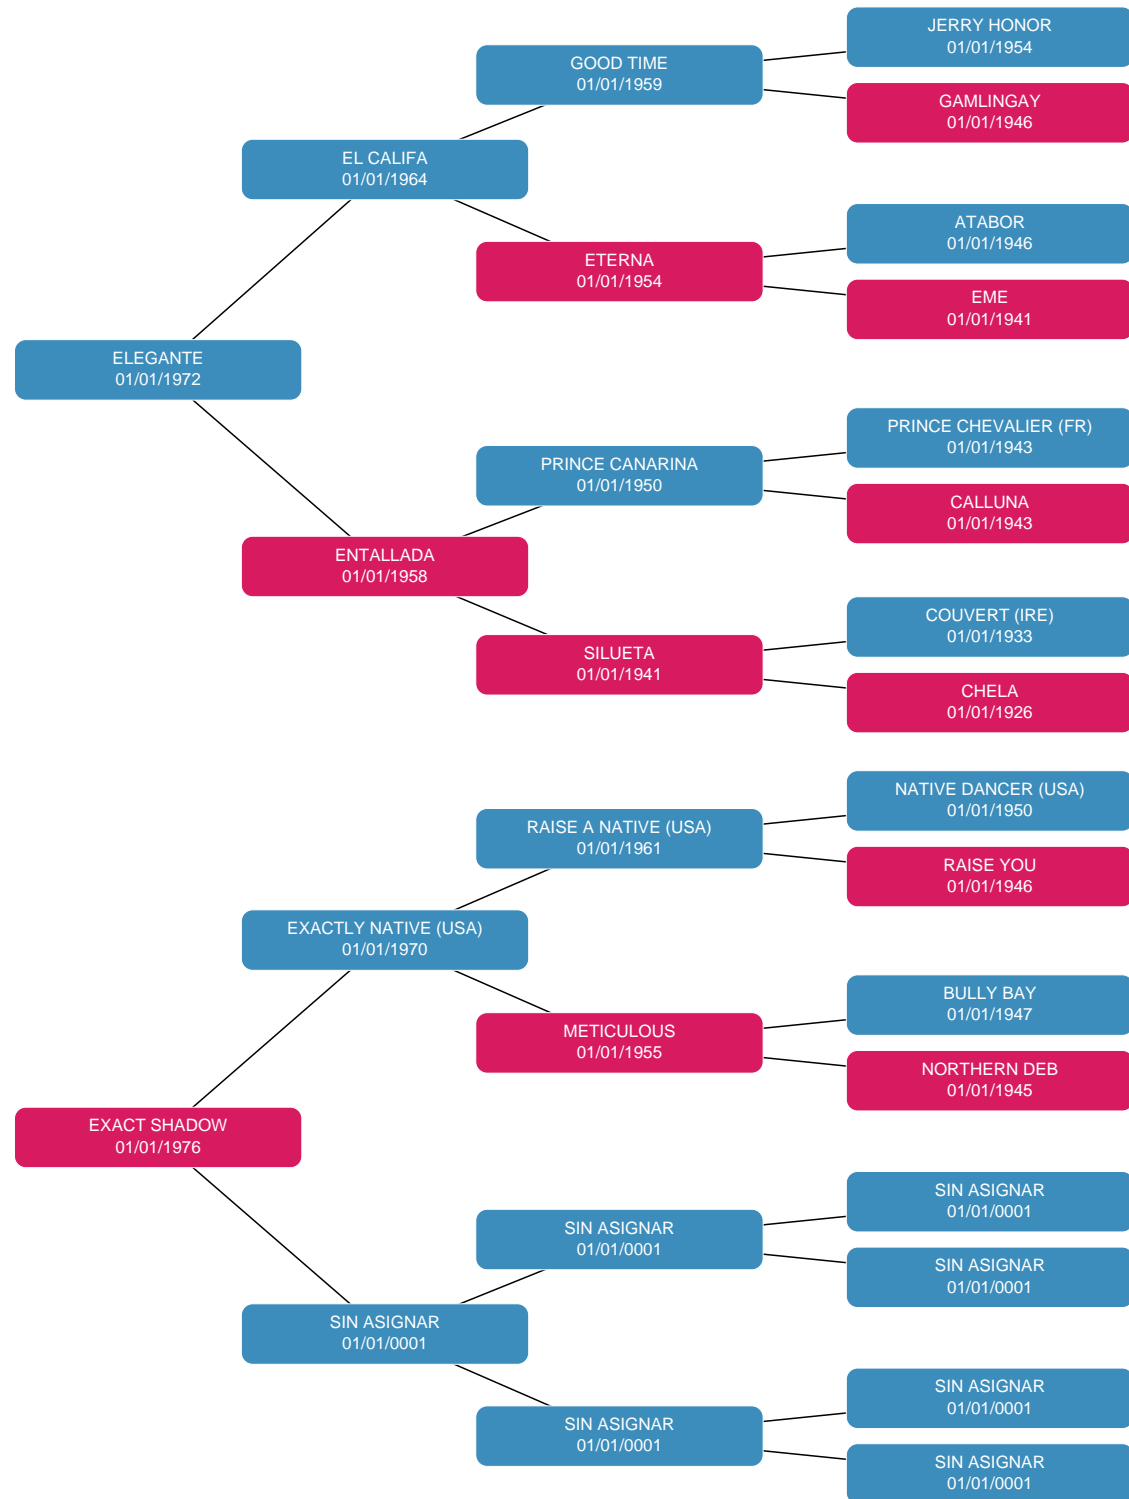 JERRY HONOR
01/01/1954
GOOD TIME
01/01/1959
GAMLINGAY
01/01/1946
EL CALIFA
01/01/1964
ATABOR
01/01/1946
ETERNA
01/01/1954
EME
01/01/1941
ELEGANTE
01/01/1972
PRINCE CHEVALIER (FR)
01/01/1943
PRINCE CANARINA
01/01/1950
CALLUNA
01/01/1943
ENTALLADA
01/01/1958
COUVERT (IRE)
01/01/1933
SILUETA
01/01/1941
CHELA
01/01/1926
NATIVE DANCER (USA)
01/01/1950
RAISE A NATIVE (USA)
01/01/1961
RAISE YOU
01/01/1946
EXACTLY NATIVE (USA)
01/01/1970
BULLY BAY
01/01/1947
METICULOUS
01/01/1955
NORTHERN DEB
01/01/1945
EXACT SHADOW
01/01/1976
SIN ASIGNAR
01/01/0001
SIN ASIGNAR
01/01/0001
SIN ASIGNAR
01/01/0001
SIN ASIGNAR
01/01/0001
SIN ASIGNAR
01/01/0001
SIN ASIGNAR
01/01/0001
SIN ASIGNAR
01/01/0001